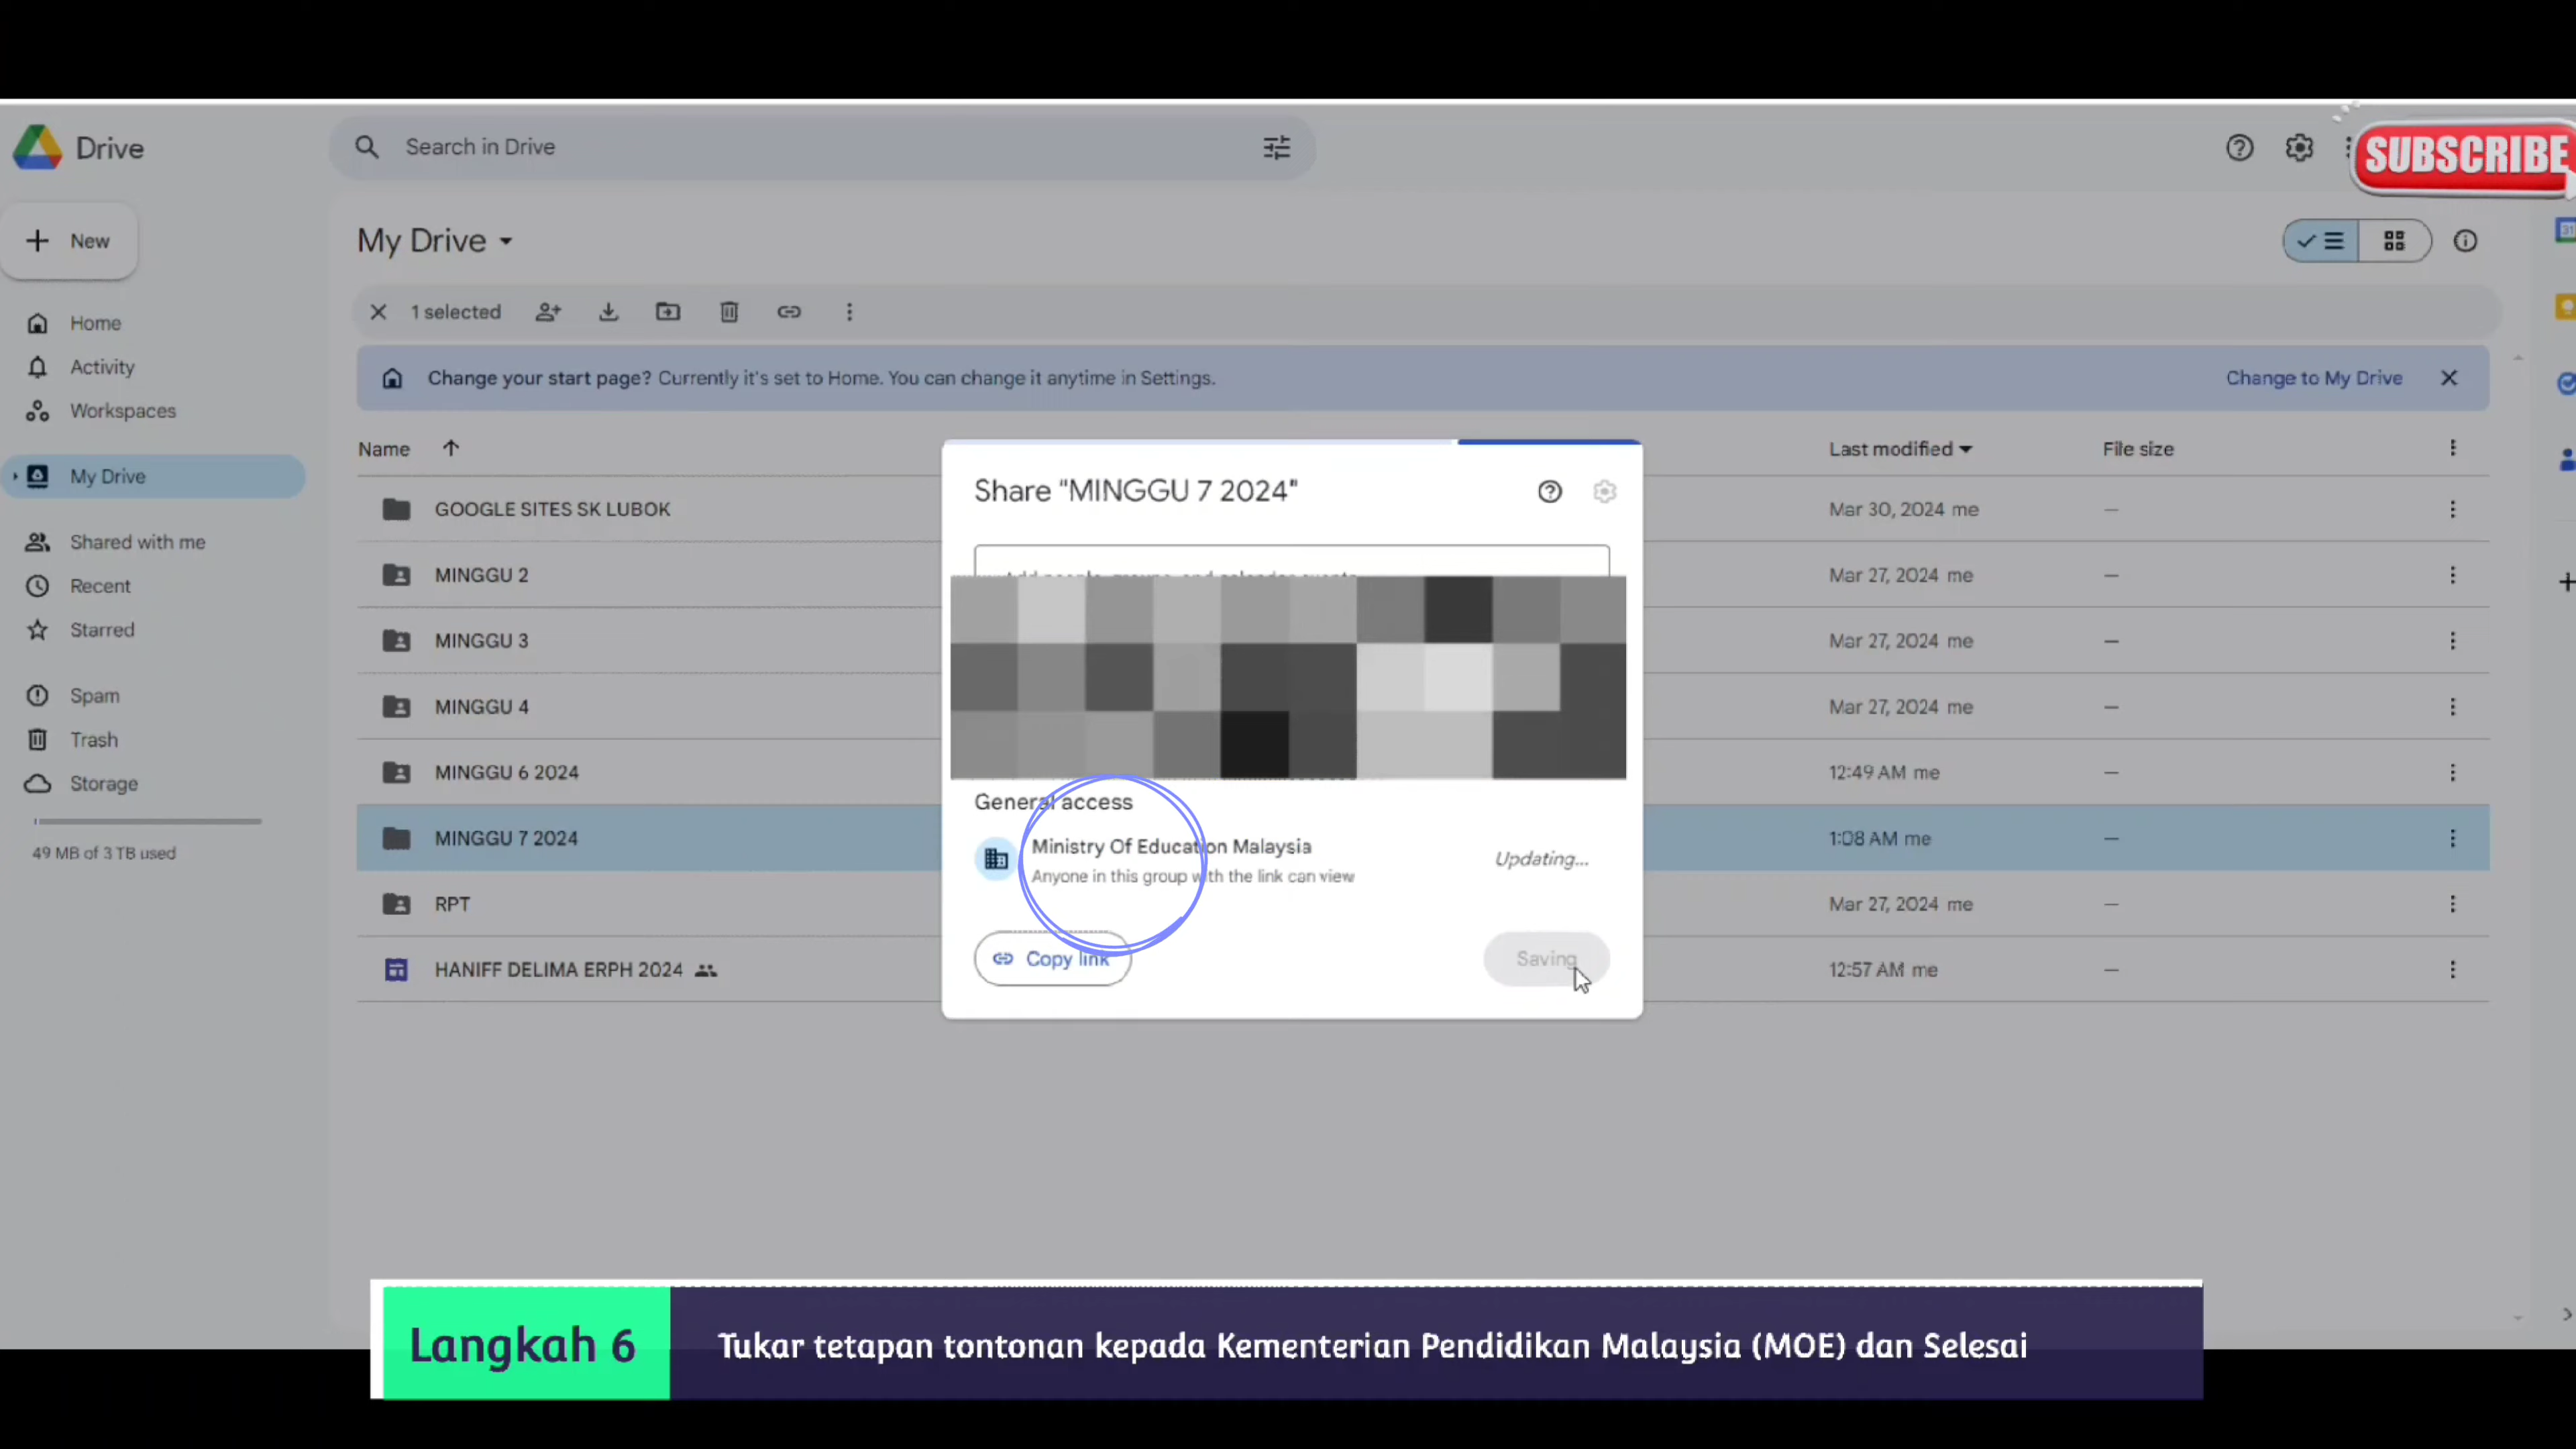 Drive
Search in Drive
SUBSCRIBE
New
My Drive
1 selected
Home
Activity
Workspaces
My Drive
Shared with me
Recent
Starred
Spam
Trash
Storage
49 MB of 3 TB used
Change your start page? Currently it's set to Home. You can change it anytime in Settings.
Change to My Drive
Name
Last modified
File size
GOOGLE SITES SK LUBOK
Mar 30, 2024 me
—
MINGGU 2
Mar 27, 2024 me
—
MINGGU 3
Mar 27, 2024 me
—
MINGGU 4
Mar 27, 2024 me
—
MINGGU 6 2024
12:49 AM me
—
MINGGU 7 2024
1:08 AM me
—
RPT
Mar 27, 2024 me
—
HANIFF DELIMA ERPH 2024
12:57 AM me
—
Share "MINGGU 7 2024"
General access
Ministry Of Education Malaysia
Anyone in this group with the link can view
Updating...
Copy link
Saving
31
Langkah 6
Tukar tetapan tontonan kepada Kementerian Pendidikan Malaysia (MOE) dan Selesai